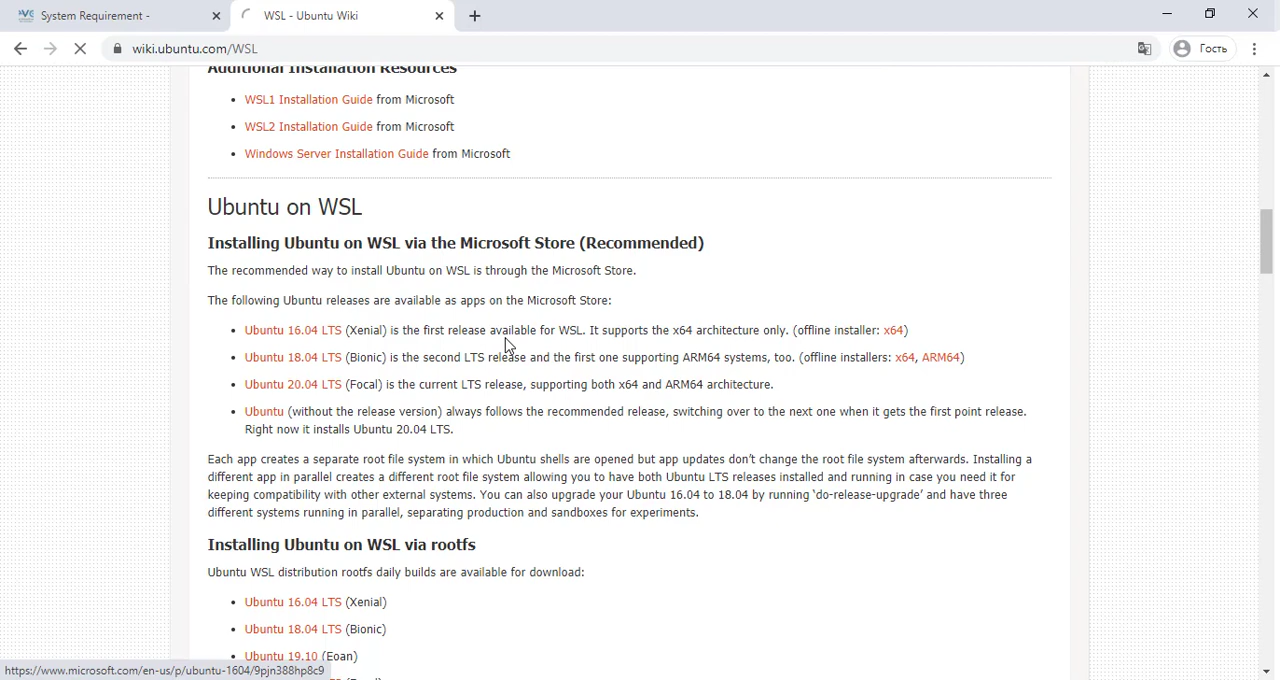 System Requirement -
WSL - Ubuntu Wiki
wiki.ubuntu.com/WSL
Гость
Additional Installation Resources
• WSL1 Installation Guide from Microsoft
• WSL2 Installation Guide from Microsoft
• Windows Server Installation Guide from Microsoft
Ubuntu on WSL
Installing Ubuntu on WSL via the Microsoft Store (Recommended)
The recommended way to install Ubuntu on WSL is through the Microsoft Store.
The following Ubuntu releases are available as apps on the Microsoft Store:
• Ubuntu 16.04 LTS (Xenial) is the first release available for WSL. It supports the x64 architecture only. (offline installer: x64)
• Ubuntu 18.04 LTS (Bionic) is the second LTS release and the first one supporting ARM64 systems, too. (offline installers: x64, ARM64)
• Ubuntu 20.04 LTS (Focal) is the current LTS release, supporting both x64 and ARM64 architecture.
• Ubuntu (without the release version) always follows the recommended release, switching over to the next one when it gets the first point release.
Right now it installs Ubuntu 20.04 LTS.
Each app creates a separate root file system in which Ubuntu shells are opened but app updates don’t change the root file system afterwards. Installing a
different app in parallel creates a different root file system allowing you to have both Ubuntu LTS releases installed and running in case you need it for
keeping compatibility with other external systems. You can also upgrade your Ubuntu 16.04 to 18.04 by running ‘do-release-upgrade’ and have three
different systems running in parallel, separating production and sandboxes for experiments.
Installing Ubuntu on WSL via rootfs
Ubuntu WSL distribution rootfs daily builds are available for download:
• Ubuntu 16.04 LTS (Xenial)
• Ubuntu 18.04 LTS (Bionic)
• Ubuntu 19.10 (Eoan)
https://www.microsoft.com/en-us/p/ubuntu-1604/9pjn388hp8c9